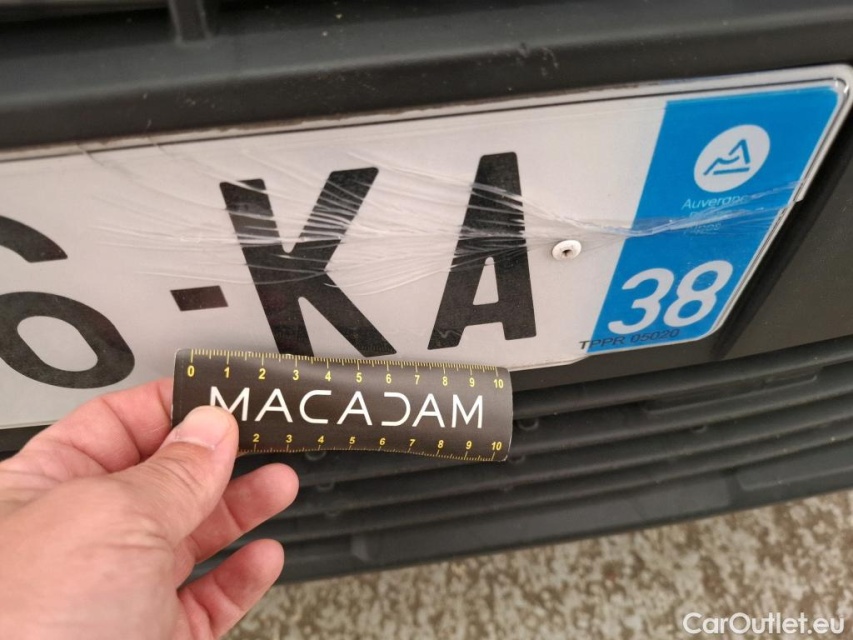 6-KA
Auvergne
38
TPPR 05020
0 1 2 3 4 5 6 7 8 9 10
MACADAM
2 3 4 5 6 7 8 9 10
CarOutlet.eu